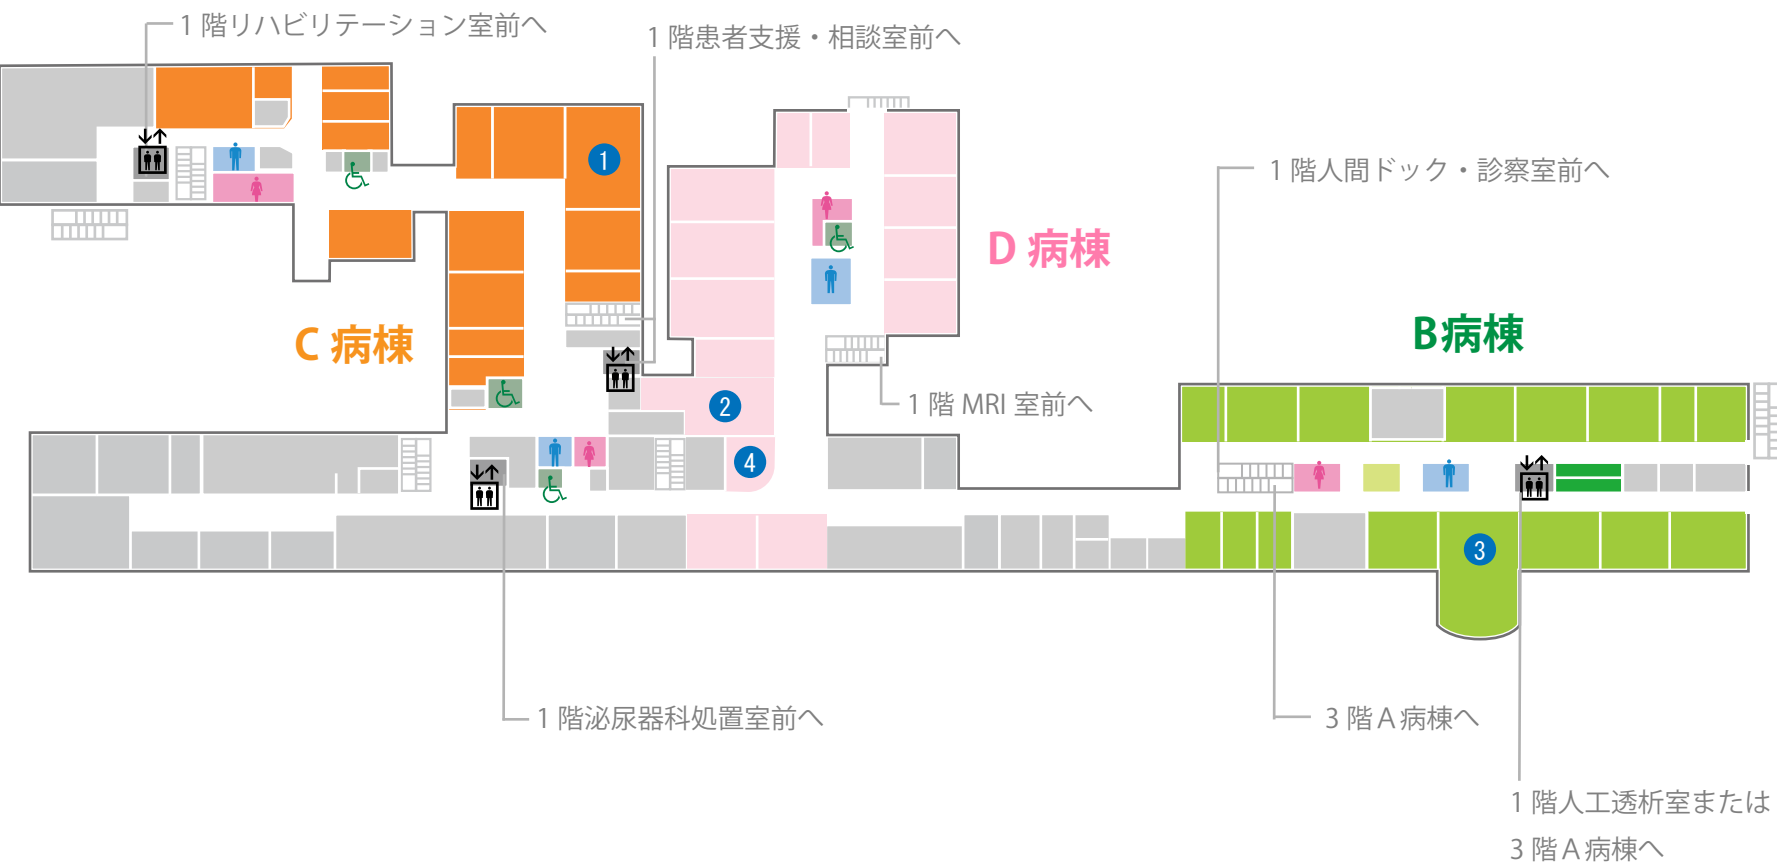 1 階リハビリテーション室前へ
1 階患者支援・相談室前へ
1
1 階人間ドック・診察室前へ
D 病棟
C 病棟
B病棟
2
1 階 MRI 室前へ
4
3
1 階泌尿器科処置室前へ
3 階 A 病棟へ
1 階人工透析室または
3 階 A 病棟へ